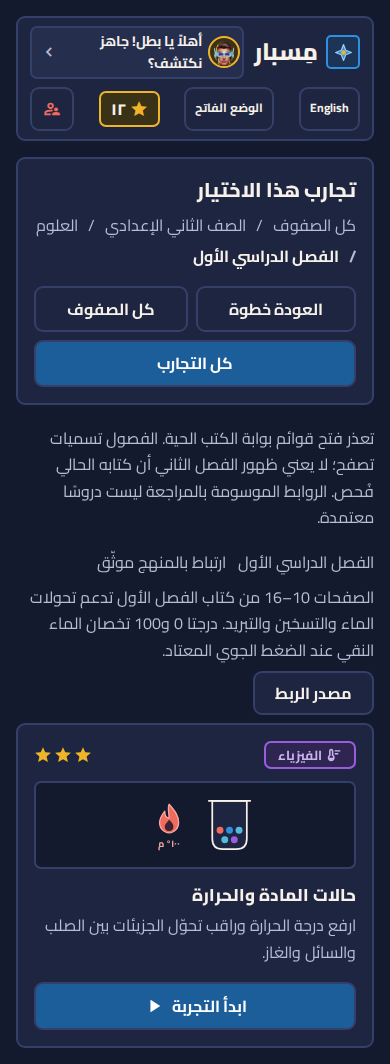 مِسبار
أهلاً يا بطل! جاهز
نكتشف؟
English
الوضع الفاتح
١٢
تجارب هذا الاختيار
كل الصفوف / الصف الثاني الإعدادي / العلوم
/ الفصل الدراسي الأول
العودة خطوة
كل الصفوف
كل التجارب
تعذر فتح قوائم بوابة الكتب الحية. الفصول تسميات
تصفح؛ لا يعني ظهور الفصل الثاني أن كتابه الحالي
فُحص. الروابط الموسومة بالمراجعة ليست دروسًا
معتمدة.
الفصل الدراسي الأول ارتباط بالمنهج موثّق
الصفحات 10–16 من كتاب الفصل الأول تدعم تحولات
الماء والتسخين والتبريد. درجتا 0 و100 تخصان الماء
النقي عند الضغط الجوي المعتاد.
مصدر الربط
الفيزياء
١٠٠° م
حالات المادة والحرارة
ارفع درجة الحرارة وراقب تحوّل الجزيئات بين الصلب
والسائل والغاز.
ابدأ التجربة